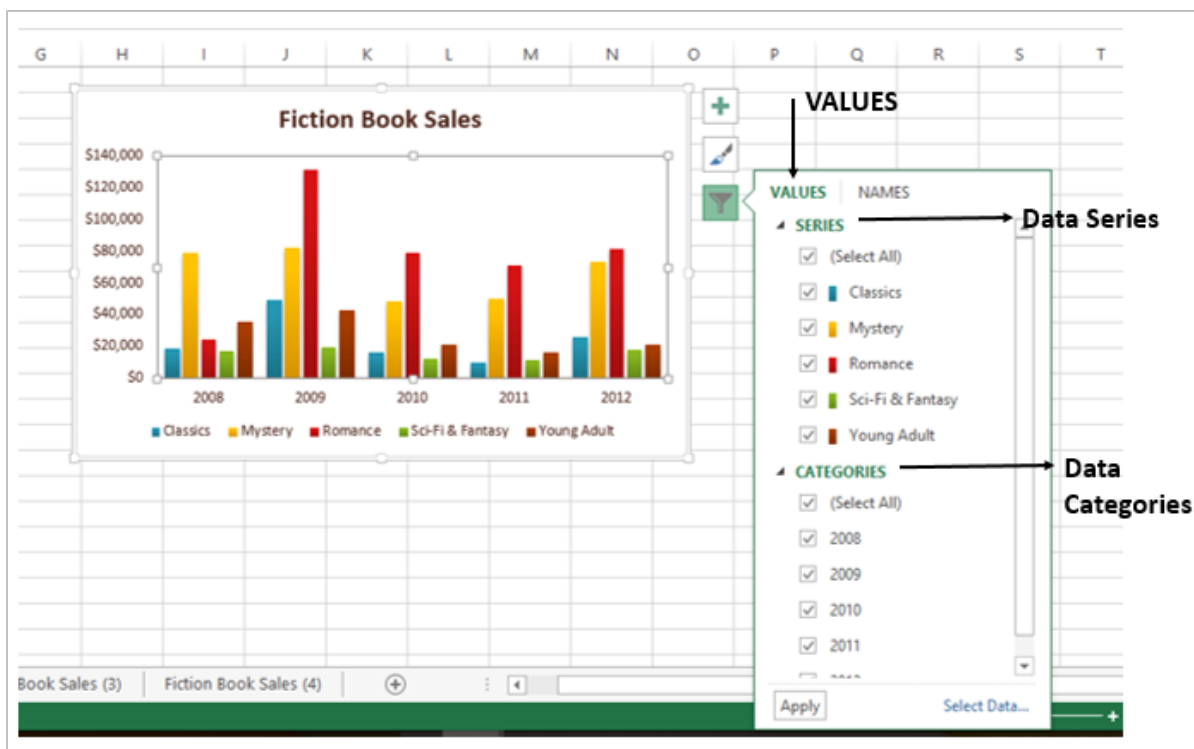 G H I J K L M N O P Q R S T
VALUES
Fiction Book Sales
$140,000
$120,000
$100,000
$80,000
$60,000
$40,000
$20,000
$0
2008 2009 2010 2011 2012
Classics Mystery Romance Sci-Fi & Fantasy Young Adult
VALUES NAMES
SERIES
Data Series
(Select All)
Classics
Mystery
Romance
Sci-Fi & Fantasy
Young Adult
CATEGORIES
Data
Categories
(Select All)
2008
2009
2010
2011
Book Sales (3) Fiction Book Sales (4)
Apply Select Data...